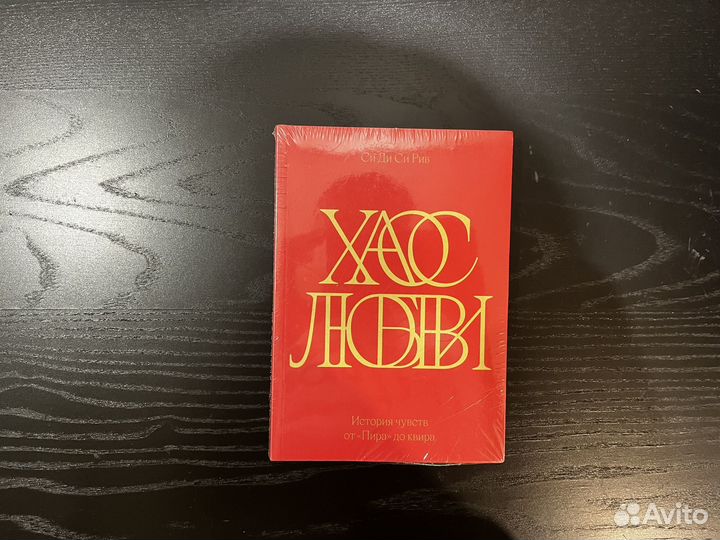 Си Ди Си Рив
ХАОС
ЛЮБВИ
История чувств
от «Пира» до квира
Avito